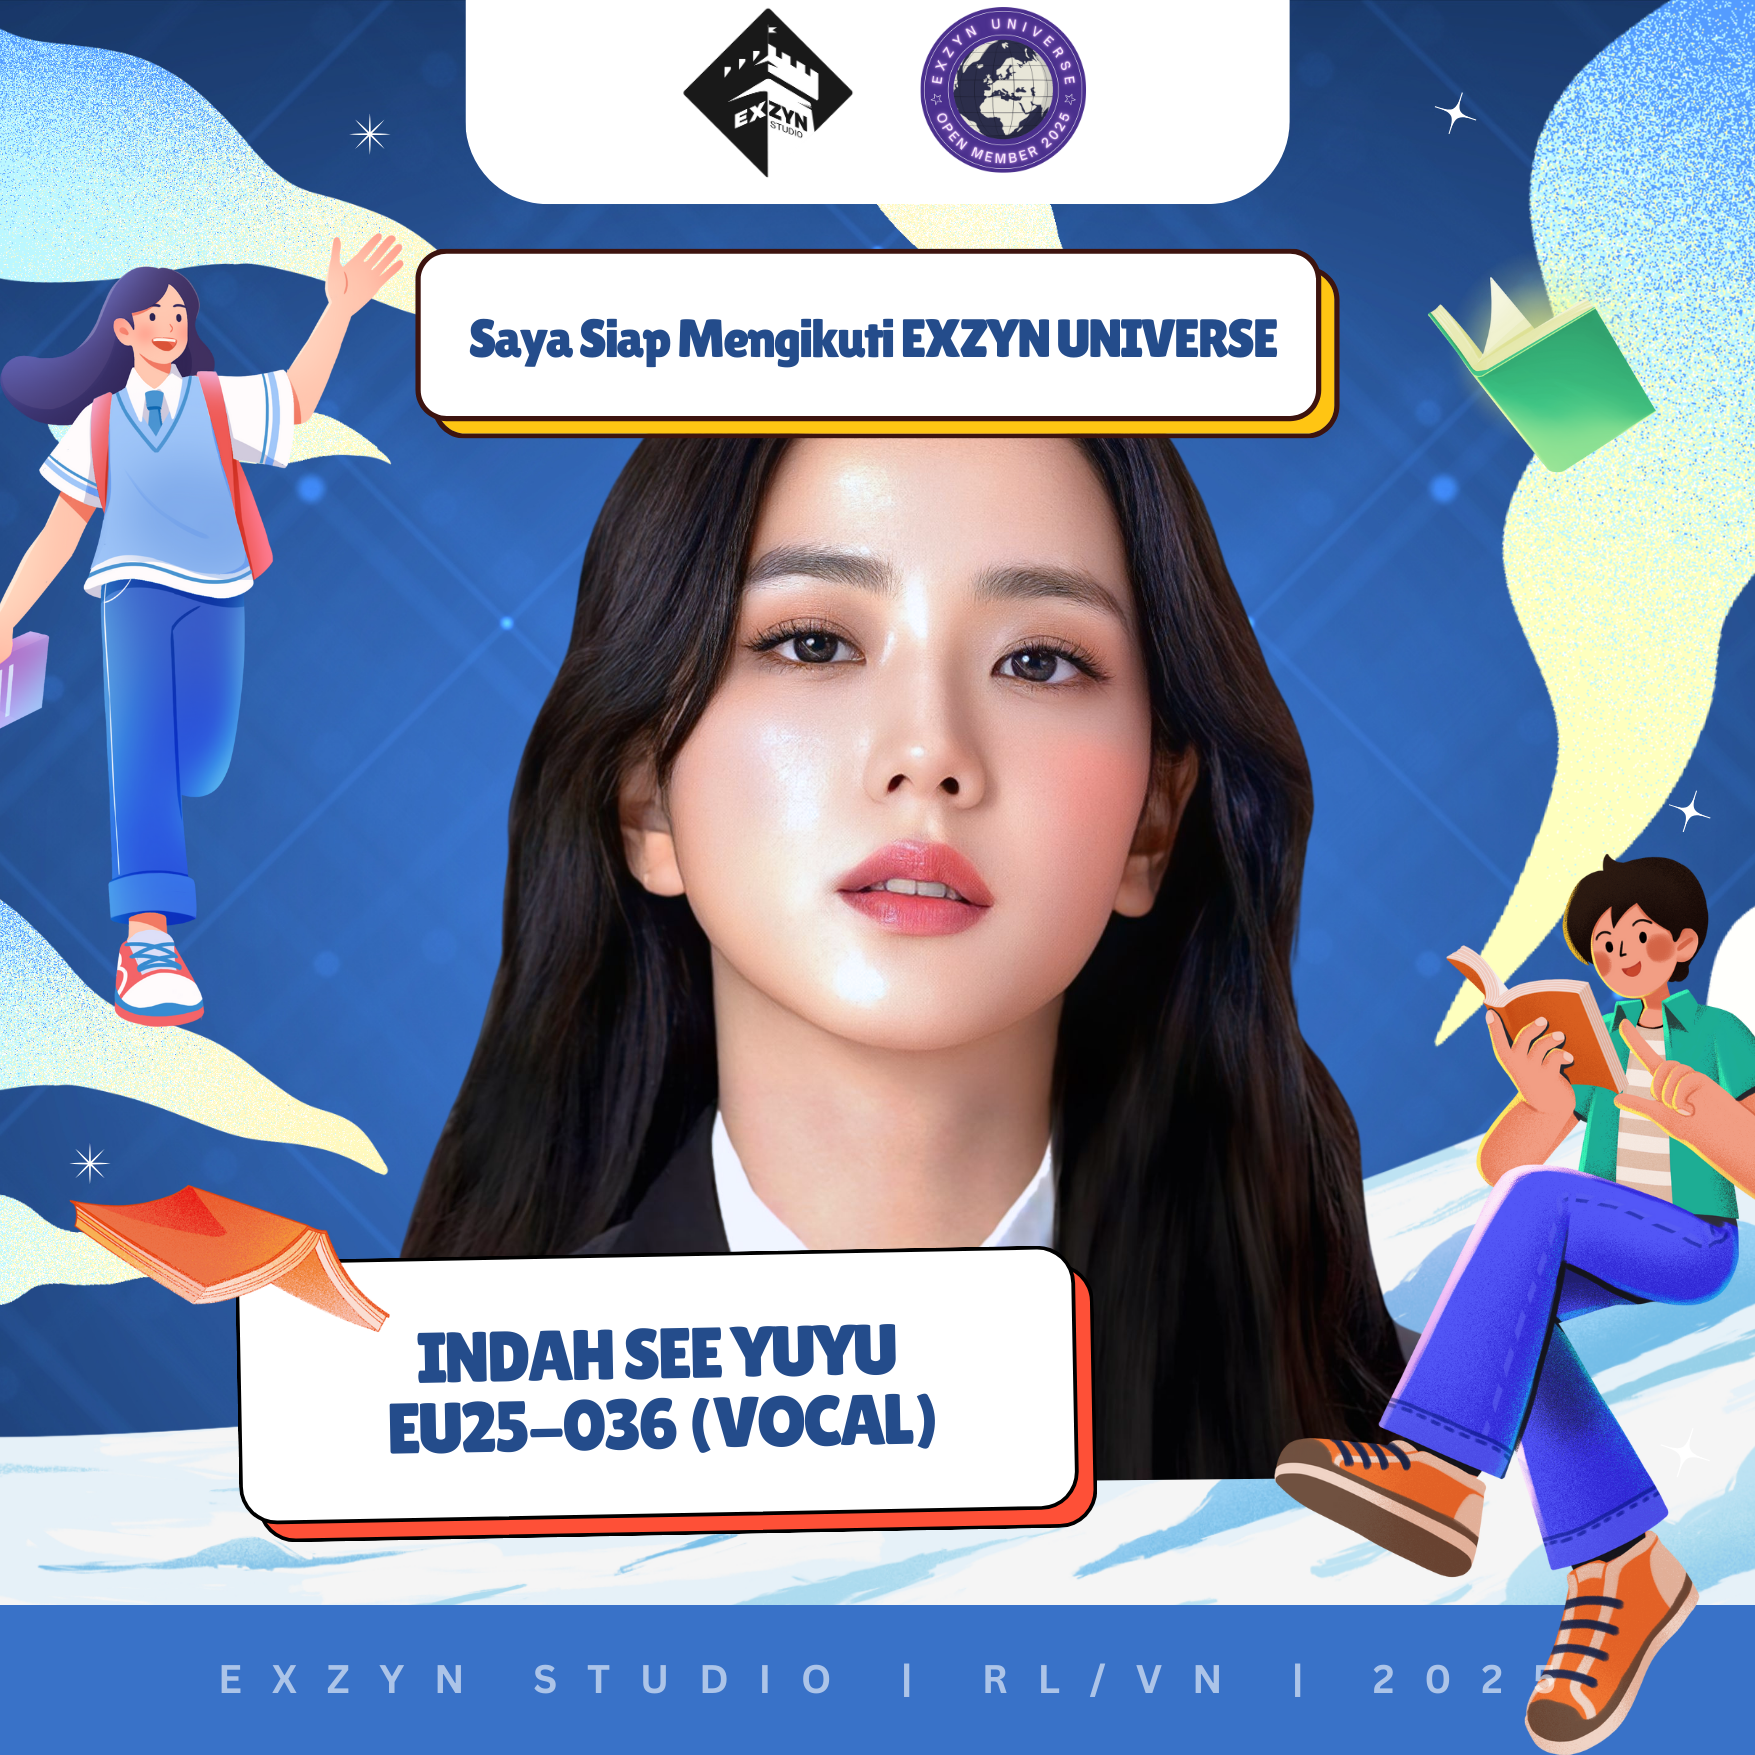 EXZYN
STUDIO
EXZYN UNIVERSE
OPEN MEMBER 2025
Saya Siap Mengikuti EXZYN UNIVERSE
INDAH SEE YUYU
EU25-036 (VOCAL)
EXZYN STUDIO | RL/VN | 2025